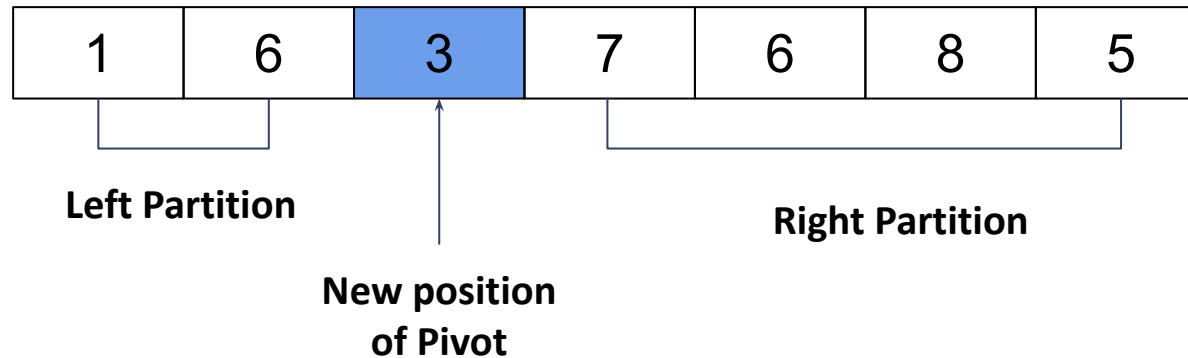 1 6 3 7 6 8 5
Left Partition
Right Partition
New position
of Pivot